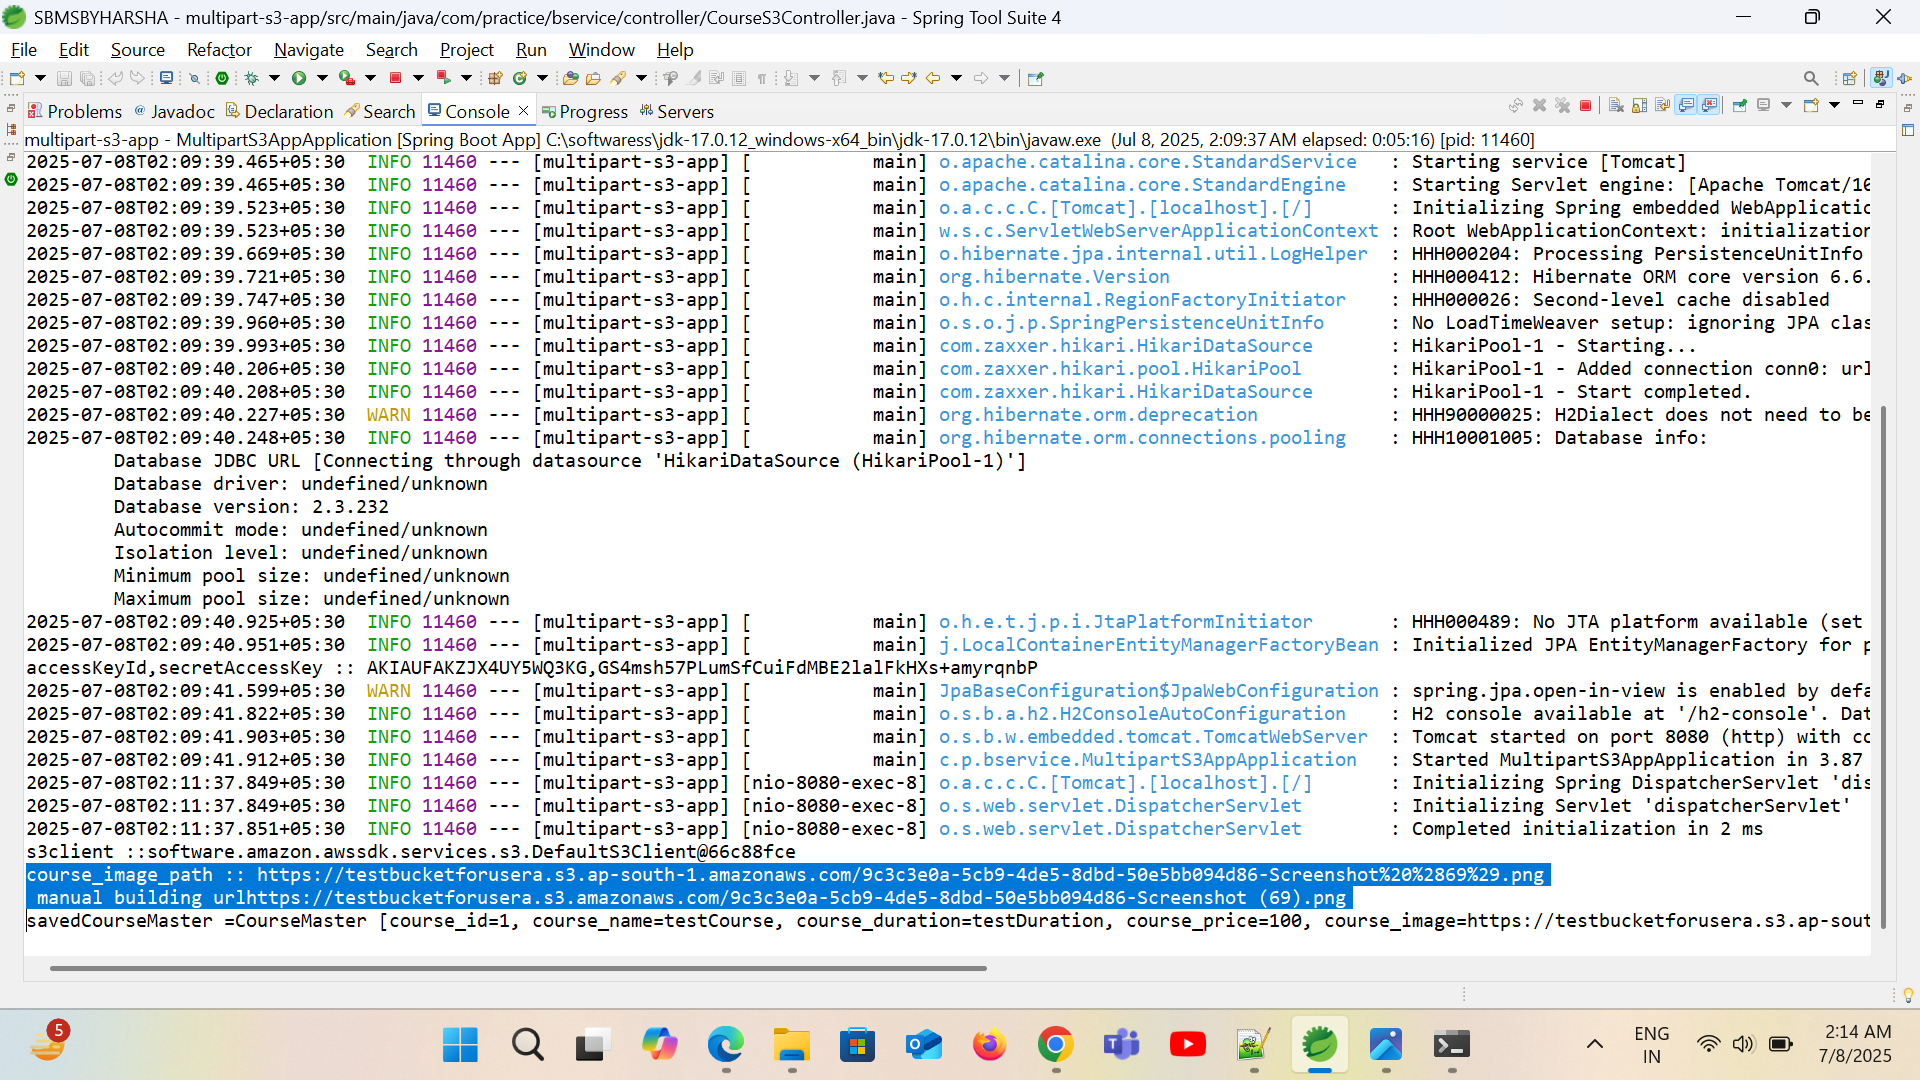 SBMSBYHARSHA - multipart-s3-app/src/main/java/com/practice/bservice/controller/CourseS3Controller.java - Spring Tool Suite 4
File Edit Source Refactor Navigate Search Project Run Window Help
Problems Javadoc Declaration Search Console Progress Servers
multipart-s3-app - MultipartS3AppApplication [Spring Boot App] C:\softwaress\jdk-17.0.12_windows-x64_bin\jdk-17.0.12\bin\javaw.exe (Jul 8, 2025, 2:09:37 AM elapsed: 0:05:16) [pid: 11460]
2025-07-08T02:09:39.465+05:30 INFO 11460 --- [multipart-s3-app] [ main] o.apache.catalina.core.StandardService : Starting service [Tomcat]
2025-07-08T02:09:39.465+05:30 INFO 11460 --- [multipart-s3-app] [ main] o.apache.catalina.core.StandardEngine : Starting Servlet engine: [Apache Tomcat/10
2025-07-08T02:09:39.523+05:30 INFO 11460 --- [multipart-s3-app] [ main] o.a.c.c.C.[Tomcat].[localhost].[/] : Initializing Spring embedded WebApplicatio
2025-07-08T02:09:39.523+05:30 INFO 11460 --- [multipart-s3-app] [ main] w.s.c.ServletWebServerApplicationContext : Root WebApplicationContext: initialization
2025-07-08T02:09:39.669+05:30 INFO 11460 --- [multipart-s3-app] [ main] o.hibernate.jpa.internal.util.LogHelper : HHH000204: Processing PersistenceUnitInfo
2025-07-08T02:09:39.721+05:30 INFO 11460 --- [multipart-s3-app] [ main] org.hibernate.Version : HHH000412: Hibernate ORM core version 6.6.
2025-07-08T02:09:39.747+05:30 INFO 11460 --- [multipart-s3-app] [ main] o.h.c.internal.RegionFactoryInitiator : HHH000026: Second-level cache disabled
2025-07-08T02:09:39.960+05:30 INFO 11460 --- [multipart-s3-app] [ main] o.s.o.j.p.SpringPersistenceUnitInfo : No LoadTimeWeaver setup: ignoring JPA clas
2025-07-08T02:09:39.993+05:30 INFO 11460 --- [multipart-s3-app] [ main] com.zaxxer.hikari.HikariDataSource : HikariPool-1 - Starting...
2025-07-08T02:09:40.206+05:30 INFO 11460 --- [multipart-s3-app] [ main] com.zaxxer.hikari.pool.HikariPool : HikariPool-1 - Added connection conn0: url
2025-07-08T02:09:40.208+05:30 INFO 11460 --- [multipart-s3-app] [ main] com.zaxxer.hikari.HikariDataSource : HikariPool-1 - Start completed.
2025-07-08T02:09:40.227+05:30 WARN 11460 --- [multipart-s3-app] [ main] org.hibernate.orm.deprecation : HHH90000025: H2Dialect does not need to be
2025-07-08T02:09:40.248+05:30 INFO 11460 --- [multipart-s3-app] [ main] org.hibernate.orm.connections.pooling : HHH10001005: Database info:
Database JDBC URL [Connecting through datasource 'HikariDataSource (HikariPool-1)']
Database driver: undefined/unknown
Database version: 2.3.232
Autocommit mode: undefined/unknown
Isolation level: undefined/unknown
Minimum pool size: undefined/unknown
Maximum pool size: undefined/unknown
2025-07-08T02:09:40.925+05:30 INFO 11460 --- [multipart-s3-app] [ main] o.h.e.t.j.p.i.JtaPlatformInitiator : HHH000489: No JTA platform available (set
2025-07-08T02:09:40.951+05:30 INFO 11460 --- [multipart-s3-app] [ main] j.LocalContainerEntityManagerFactoryBean : Initialized JPA EntityManagerFactory for p
accessKeyId,secretAccessKey :: AKIAUFAKZJX4UY5WQ3KG,GS4msh57PLumSfCuiFdMBE2lalFkHXs+amyrqnbP
2025-07-08T02:09:41.599+05:30 WARN 11460 --- [multipart-s3-app] [ main] JpaBaseConfiguration$JpaWebConfiguration : spring.jpa.open-in-view is enabled by defa
2025-07-08T02:09:41.822+05:30 INFO 11460 --- [multipart-s3-app] [ main] o.s.b.a.h2.H2ConsoleAutoConfiguration : H2 console available at '/h2-console'. Dat
2025-07-08T02:09:41.903+05:30 INFO 11460 --- [multipart-s3-app] [ main] o.s.b.w.embedded.tomcat.TomcatWebServer : Tomcat started on port 8080 (http) with co
2025-07-08T02:09:41.912+05:30 INFO 11460 --- [multipart-s3-app] [ main] c.p.bservice.MultipartS3AppApplication : Started MultipartS3AppApplication in 3.87
2025-07-08T02:11:37.849+05:30 INFO 11460 --- [multipart-s3-app] [nio-8080-exec-8] o.a.c.c.C.[Tomcat].[localhost].[/] : Initializing Spring DispatcherServlet 'dis
2025-07-08T02:11:37.849+05:30 INFO 11460 --- [multipart-s3-app] [nio-8080-exec-8] o.s.web.servlet.DispatcherServlet : Initializing Servlet 'dispatcherServlet'
2025-07-08T02:11:37.851+05:30 INFO 11460 --- [multipart-s3-app] [nio-8080-exec-8] o.s.web.servlet.DispatcherServlet : Completed initialization in 2 ms
s3client ::software.amazon.awssdk.services.s3.DefaultS3Client@66c88fce
course_image_path :: https://testbucketforusera.s3.ap-south-1.amazonaws.com/9c3c3e0a-5cb9-4de5-8dbd-50e5bb094d86-Screenshot%20%2869%29.png
manual building urlhttps://testbucketforusera.s3.amazonaws.com/9c3c3e0a-5cb9-4de5-8dbd-50e5bb094d86-Screenshot (69).png
savedCourseMaster =CourseMaster [course_id=1, course_name=testCourse, course_duration=testDuration, course_price=100, course_image=https://testbucketforusera.s3.ap-sout
5
ENG
IN
2:14 AM
7/8/2025